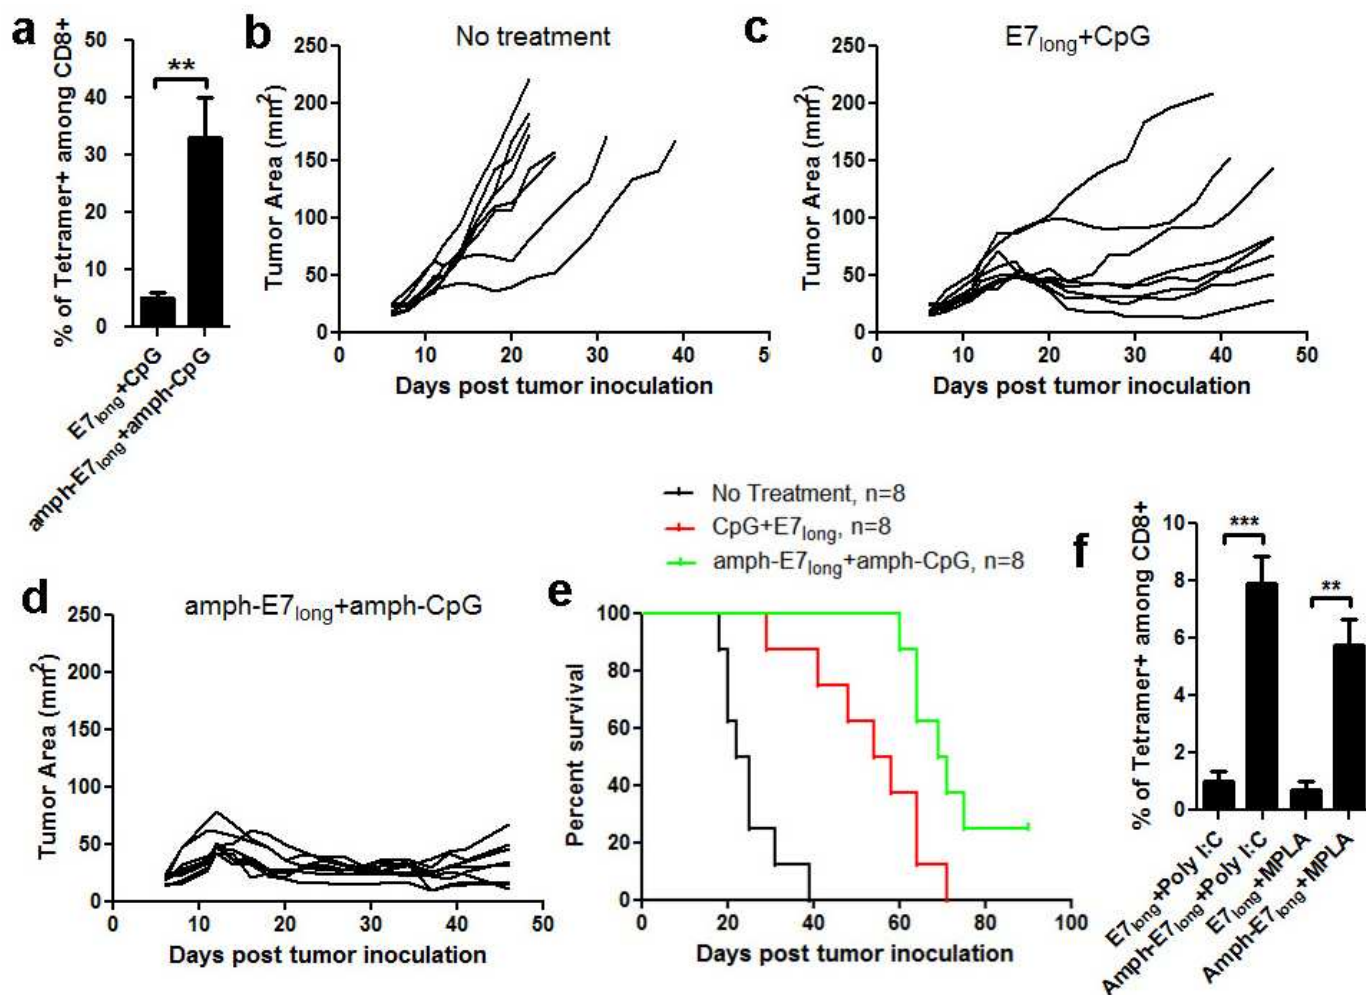 a
% of Tetramer+ among CD8+
50
40
30
20
10
0
**
E7long+CpG
amph-E7long+amph-CpG
b
No treatment
Tumor Area (mm2)
250
200
150
100
50
0
0 10 20 30 40 50
Days post tumor inoculation
c
E7long+CpG
Tumor Area (mm2)
250
200
150
100
50
0
0 10 20 30 40 50
Days post tumor inoculation
d
amph-E7long+amph-CpG
Tumor Area (mm2)
250
200
150
100
50
0
0 10 20 30 40 50
Days post tumor inoculation
No Treatment, n=8
CpG+E7long, n=8
amph-E7long+amph-CpG, n=8
e
Percent survival
100
80
60
40
20
0
0 20 40 60 80 100
Days post tumor inoculation
f
% of Tetramer+ among CD8+
10
8
6
4
2
0
***
**
E7long+Poly I:C
Amph-E7long+Poly I:C
E7long+MPLA
Amph-E7long+MPLA